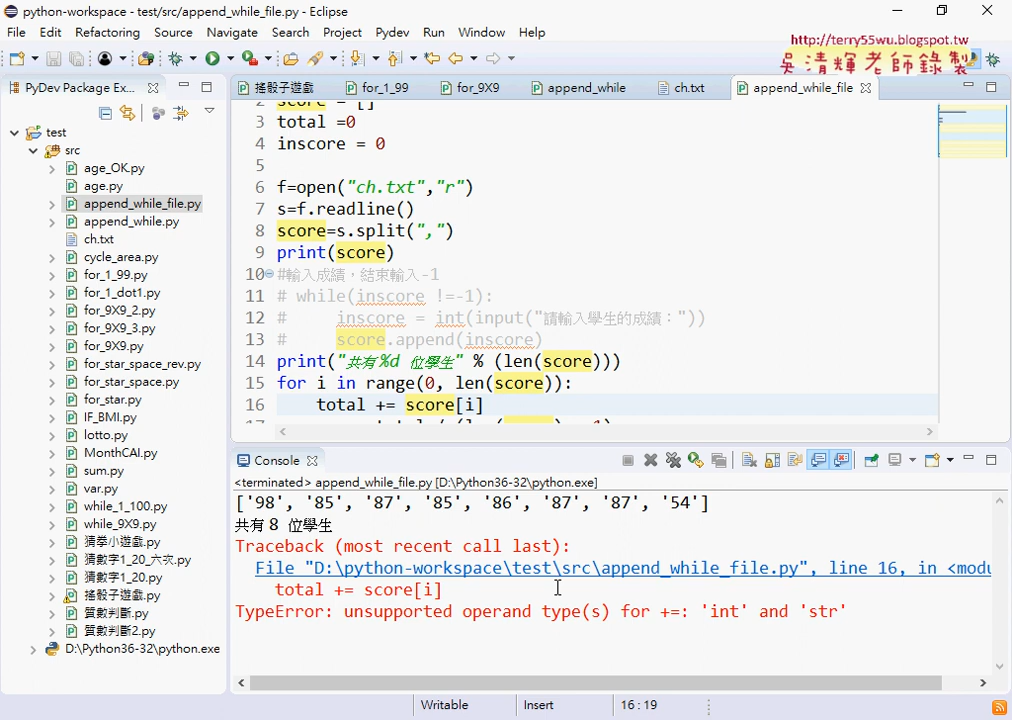 python-workspace - test/src/append_while_file.py - Eclipse
File Edit Refactoring Source Navigate Search Project Pydev Run Window Help
http://terry55wu.blogspot.tw
吳清輝老師錄製
PyDev Package Ex...
搖骰子遊戲 for_1_99 for_9X9 append_while ch.txt append_while_file
test
src
age_OK.py
age.py
append_while_file.py
append_while.py
ch.txt
cycle_area.py
for_1_99.py
for_1_dot1.py
for_9X9_2.py
for_9X9_3.py
for_9X9.py
for_star_space_rev.py
for_star_space.py
for_star.py
IF_BMI.py
lotto.py
MonthCAl.py
sum.py
var.py
while_1_100.py
while_9X9.py
猜拳小遊戲.py
猜數字1_20_六次.py
猜數字1_20.py
搖骰子遊戲.py
質數判斷.py
質數判斷2.py
D:\Python36-32\python.exe
2 score = []
3 total =0
4 inscore = 0
5
6 f=open("ch.txt","r")
7 s=f.readline()
8 score=s.split(",")
9 print(score)
10 #輸入成績，結束輸入-1
11 # while(inscore !=-1):
12 #     inscore = int(input("請輸入學生的成績："))
13 #     score.append(inscore)
14 print("共有%d 位學生" % (len(score)))
15 for i in range(0, len(score)):
16     total += score[i]
Console
<terminated> append_while_file.py [D:\Python36-32\python.exe]
['98', '85', '87', '85', '86', '87', '87', '54']
共有8 位學生
Traceback (most recent call last):
File "D:\python-workspace\test\src\append_while_file.py", line 16, in <modu
total += score[i]
TypeError: unsupported operand type(s) for +=: 'int' and 'str'
Writable Insert 16 : 19